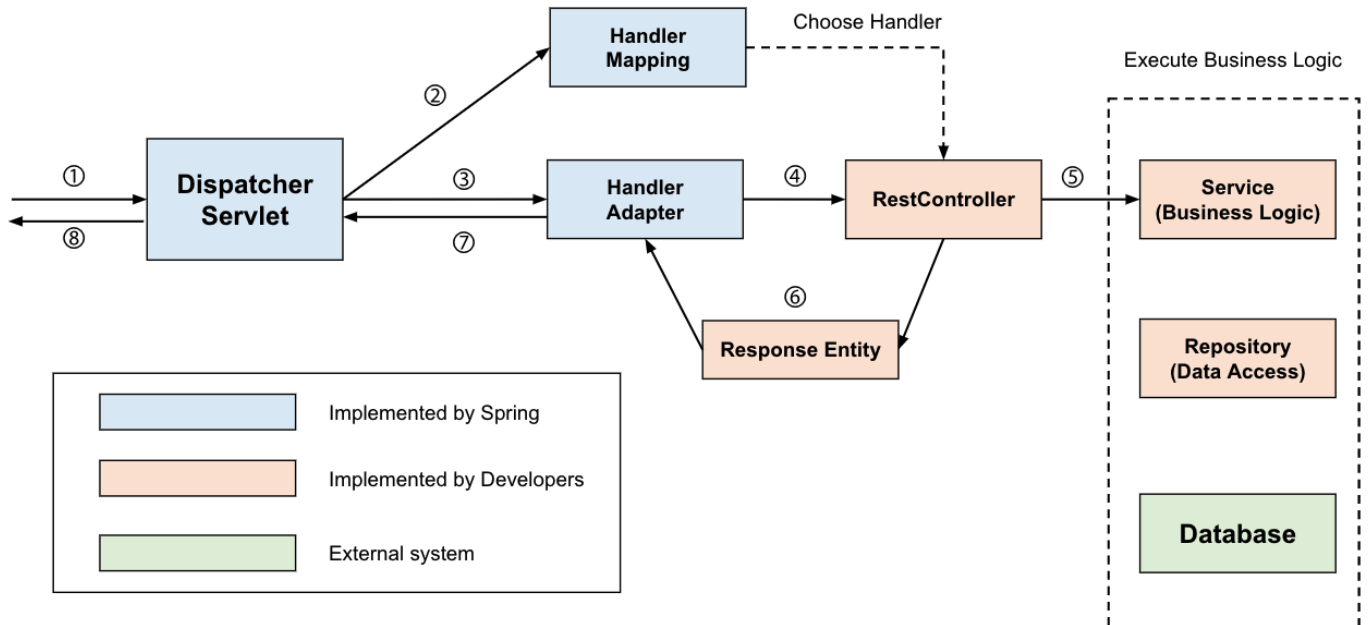 Choose Handler
Handler
Mapping
Execute Business Logic
②
①
Dispatcher
Servlet
③
Handler
Adapter
④
RestController
⑤
Service
(Business Logic)
⑧
⑦
⑥
Response Entity
Repository
(Data Access)
Implemented by Spring
Implemented by Developers
Database
External system